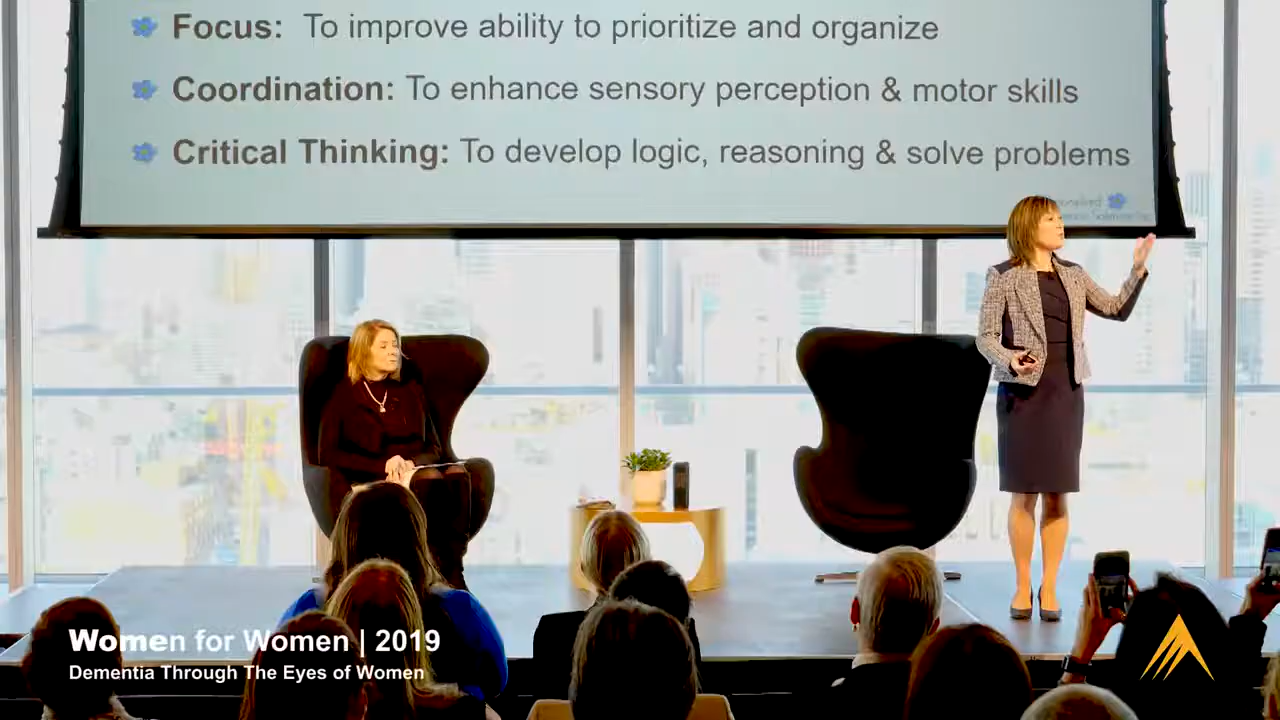 Focus: To improve ability to prioritize and organize
Coordination: To enhance sensory perception & motor skills
Critical Thinking: To develop logic, reasoning & solve problems
Women for Women | 2019
Dementia Through The Eyes of Women